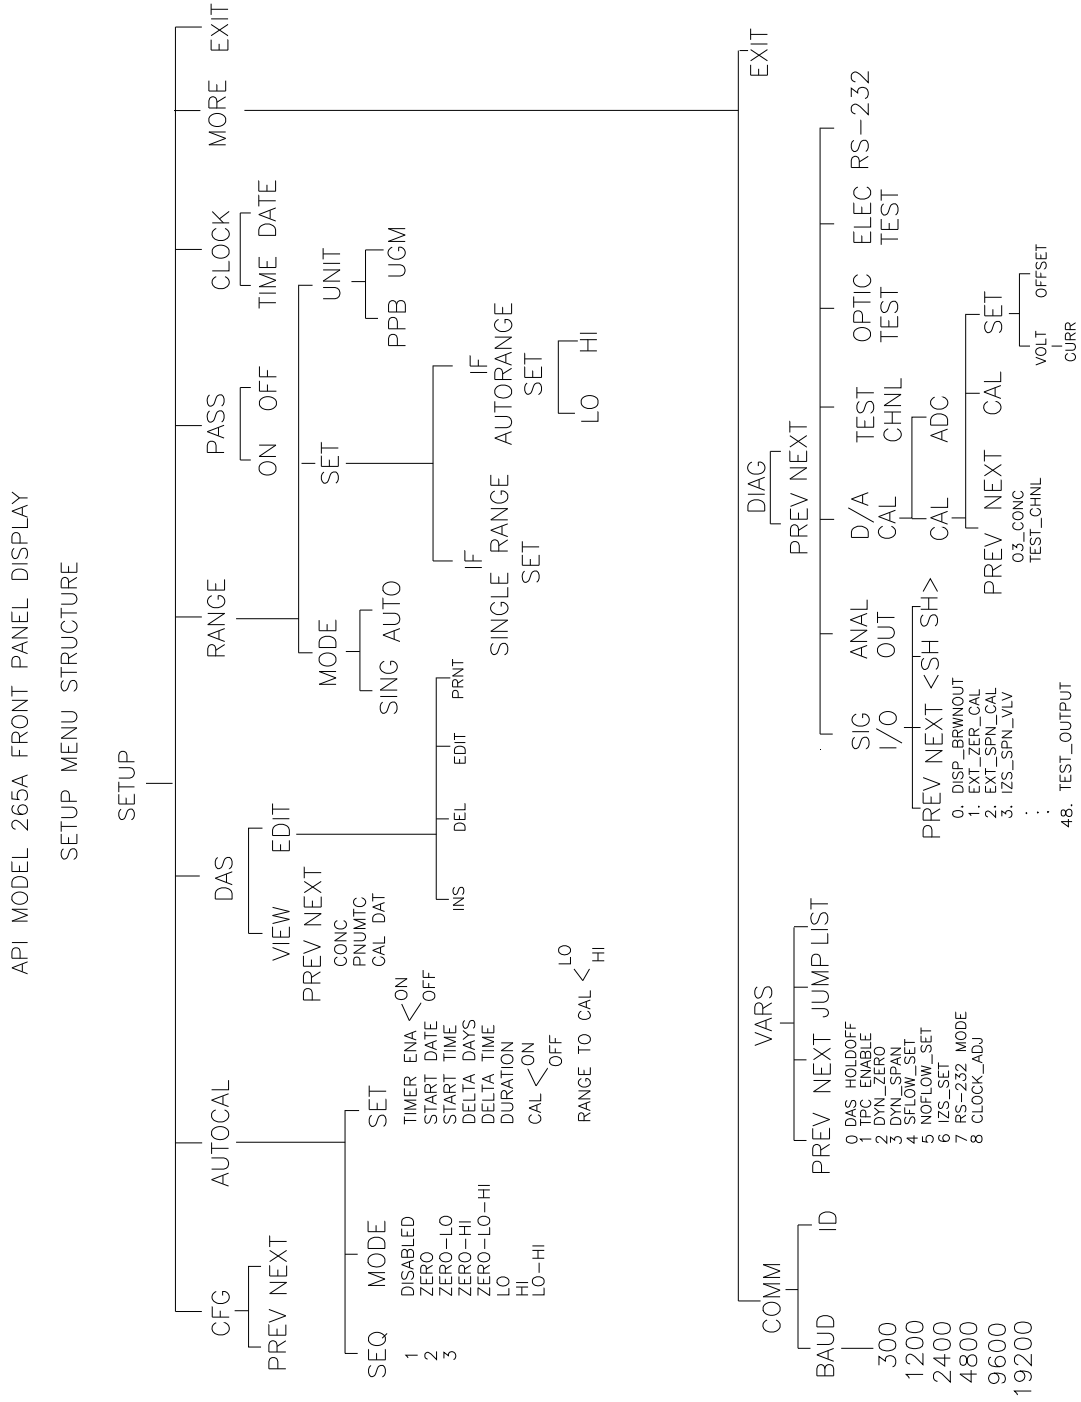 API MODEL 265A FRONT PANEL DISPLAY
SETUP MENU STRUCTURE
SETUP
CFG
AUTOCAL
DAS
RANGE
PASS
CLOCK
MORE
EXIT
PREV NEXT
SEQ
1
2
3
MODE
DISABLED
ZERO
ZERO-LO
ZERO-HI
ZERO-LO-HI
LO
HI
LO-HI
SET
TIMER ENA < ON
OFF
START DATE
START TIME
DELTA DAYS
DELTA TIME
DURATION
CAL < ON
OFF
RANGE TO CAL < LO
HI
VIEW
EDIT
PREV NEXT
CONC
PNUMTC
CAL DAT
INS
DEL
EDIT
PRNT
MODE
SING AUTO
SET
IF
SINGLE RANGE
SET
IF
AUTORANGE
SET
LO
HI
UNIT
PPB UGM
ON
OFF
TIME DATE
COMM
VARS
DIAG
EXIT
BAUD
ID
300
1200
2400
4800
9600
19200
PREV NEXT JUMP LIST
0 DAS HOLDOFF
1 TPC ENABLE
2 DYN_ZERO
3 DYN_SPAN
4 SFLOW_SET
5 NOFLOW_SET
6 IZS_SET
7 RS-232 MODE
8 CLOCK_ADJ
PREV NEXT
SIG
I/O
ANAL
OUT
D/A
CAL
TEST
CHNL
OPTIC
TEST
ELEC
TEST
RS-232
PREV NEXT <SH SH>
0. DISP_BRWNOUT
1. EXT_ZER_CAL
2. EXT_SPN_CAL
3. IZS_SPN_VLV
.
:
48. TEST_OUTPUT
CAL
ADC
PREV NEXT
CAL
SET
O3_CONC
TEST_CHNL
VOLT
OFFSET
CURR